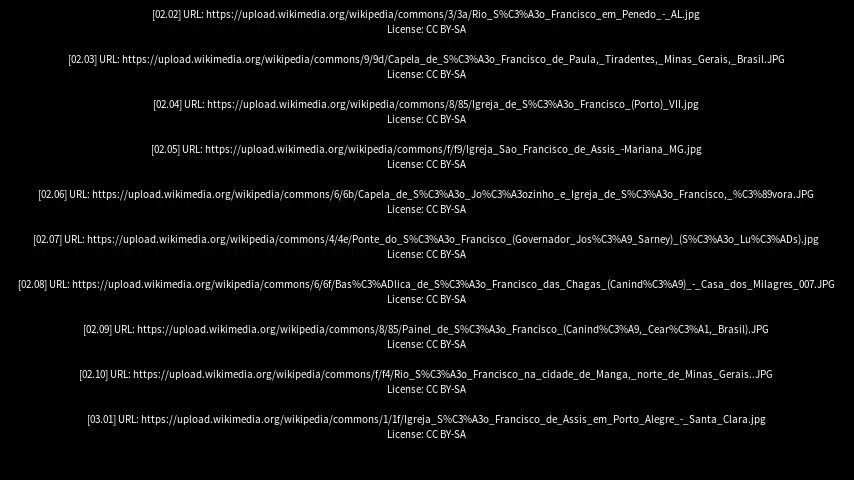 [02.02] URL: https://upload.wikimedia.org/wikipedia/commons/3/3a/Rio_S%C3%A3o_Francisco_em_Penedo_-_AL.jpg
License: CC BY-SA
[02.03] URL: https://upload.wikimedia.org/wikipedia/commons/9/9d/Capela_de_S%C3%A3o_Francisco_de_Paula,_Tiradentes,_Minas_Gerais,_Brasil.JPG
License: CC BY-SA
[02.04] URL: https://upload.wikimedia.org/wikipedia/commons/8/85/Igreja_de_S%C3%A3o_Francisco_(Porto)_VII.jpg
License: CC BY-SA
[02.05] URL: https://upload.wikimedia.org/wikipedia/commons/f/f9/Igreja_Sao_Francisco_de_Assis_-Mariana_MG.jpg
License: CC BY-SA
[02.06] URL: https://upload.wikimedia.org/wikipedia/commons/6/6b/Capela_de_S%C3%A3o_Jo%C3%A3ozinho_e_Igreja_de_S%C3%A3o_Francisco,_%C3%89vora.JPG
License: CC BY-SA
[02.07] URL: https://upload.wikimedia.org/wikipedia/commons/4/4e/Ponte_do_S%C3%A3o_Francisco_(Governador_Jos%C3%A9_Sarney)_(S%C3%A3o_Lu%C3%ADs).jpg
License: CC BY-SA
[02.08] URL: https://upload.wikimedia.org/wikipedia/commons/6/6f/Bas%C3%ADlica_de_S%C3%A3o_Francisco_das_Chagas_(Canind%C3%A9)_-_Casa_dos_Milagres_007.JPG
License: CC BY-SA
[02.09] URL: https://upload.wikimedia.org/wikipedia/commons/8/85/Painel_de_S%C3%A3o_Francisco_(Canind%C3%A9,_Cear%C3%A1,_Brasil).JPG
License: CC BY-SA
[02.10] URL: https://upload.wikimedia.org/wikipedia/commons/f/f4/Rio_S%C3%A3o_Francisco_na_cidade_de_Manga,_norte_de_Minas_Gerais..JPG
License: CC BY-SA
[03.01] URL: https://upload.wikimedia.org/wikipedia/commons/1/1f/Igreja_S%C3%A3o_Francisco_de_Assis_em_Porto_Alegre_-_Santa_Clara.jpg
License: CC BY-SA